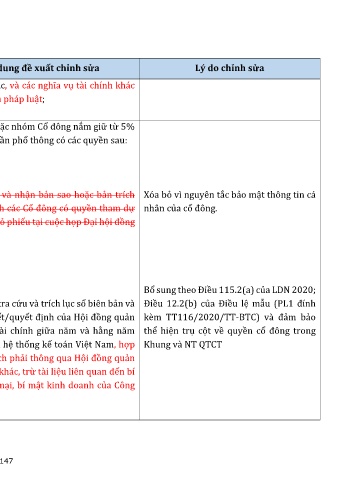 dung đề xuất chỉnh sửa
Lý do chỉnh sửa
c, và các nghĩa vụ tài chính khác
pháp luật;
ặc nhóm Cổ đông nắm giữ từ 5%
ần phổ thông có các quyền sau:
và nhận bản sao hoặc bản trích
h các Cổ đông có quyền tham dự
ỏ phiếu tại cuộc họp Đại hội đồng
Xóa bỏ vì nguyên tắc bảo mật thông tin cá
nhân của cổ đông.
tra cứu và trích lục số biên bản và
ết/quyết định của Hội đồng quản
ài chính giữa năm và hằng năm
hệ thống kế toán Việt Nam, hợp
ch phải thông qua Hội đồng quản
khác, trừ tài liệu liên quan đến bí
mại, bí mật kinh doanh của Công
Bổ sung theo Điều 115.2(a) của LDN 2020;
Điều 12.2(b) của Điều lệ mẫu (PL1 đính
kèm TT116/2020/TT-BTC) và đảm bảo
thể hiện trụ cột về quyền cổ đông trong
Khung và NT QTCT
147